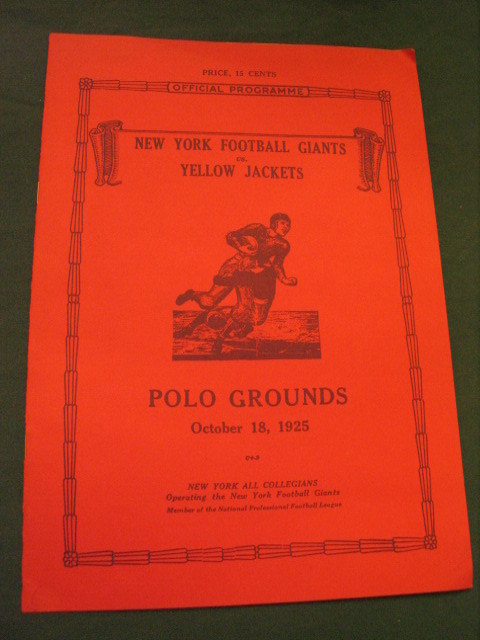 PRICE, 15 CENTS
OFFICIAL PROGRAMME
NEW YORK FOOTBALL GIANTS
vs.
YELLOW JACKETS
POLO GROUNDS
October 18, 1925
NEW YORK ALL COLLEGIANS
Operating the New York Football Giants
Member of the National Professional Football League